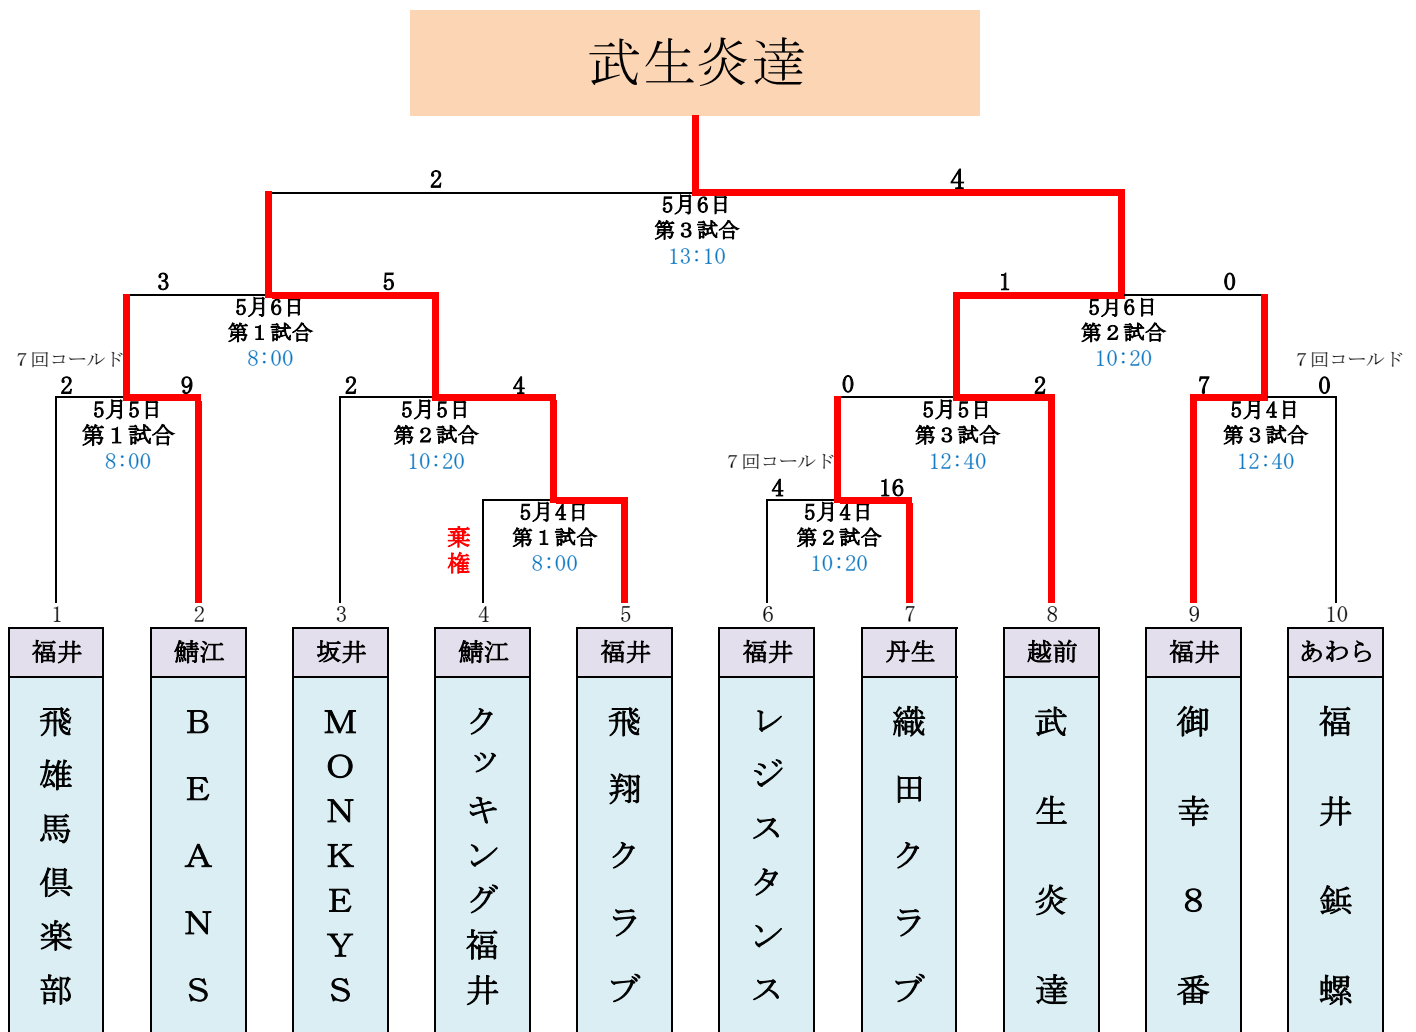 武生炎達
2
4
5月6日
第３試合
13:10
3
5
5月6日
第１試合
8:00
1
0
5月6日
第２試合
10:20
７回コールド
2
9
5月5日
第１試合
8:00
2
4
5月5日
第２試合
10:20
0
2
5月5日
第３試合
12:40
７回コールド
7
0
5月4日
第３試合
12:40
棄権
5月4日
第１試合
8:00
７回コールド
4
16
5月4日
第２試合
10:20
1
2
3
4
5
6
7
8
9
10
福井
鯖江
坂井
鯖江
福井
福井
丹生
越前
福井
あわら
飛雄馬倶楽部
ＢＥＡＮＳ
ＭＯＮＫＥＹＳ
クッキング福井
飛翔クラブ
レジスタンス
織田クラブ
武生炎達
御幸８番
福井鋲螺